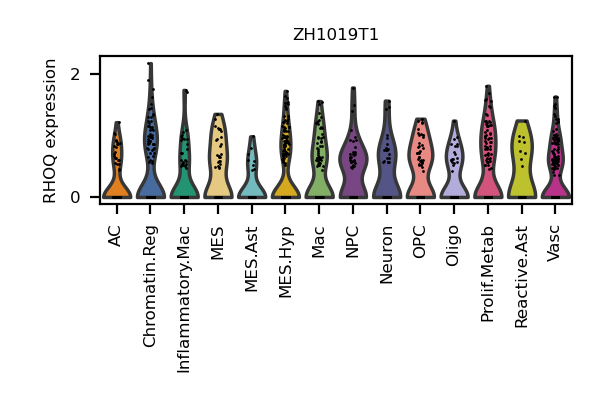 ZH1019T1
RHOQ expression
2
0
AC
Chromatin.Reg
Inflammatory.Mac
MES
MES.Ast
MES.Hyp
Mac
NPC
Neuron
OPC
Oligo
Prolif.Metab
Reactive.Ast
Vasc